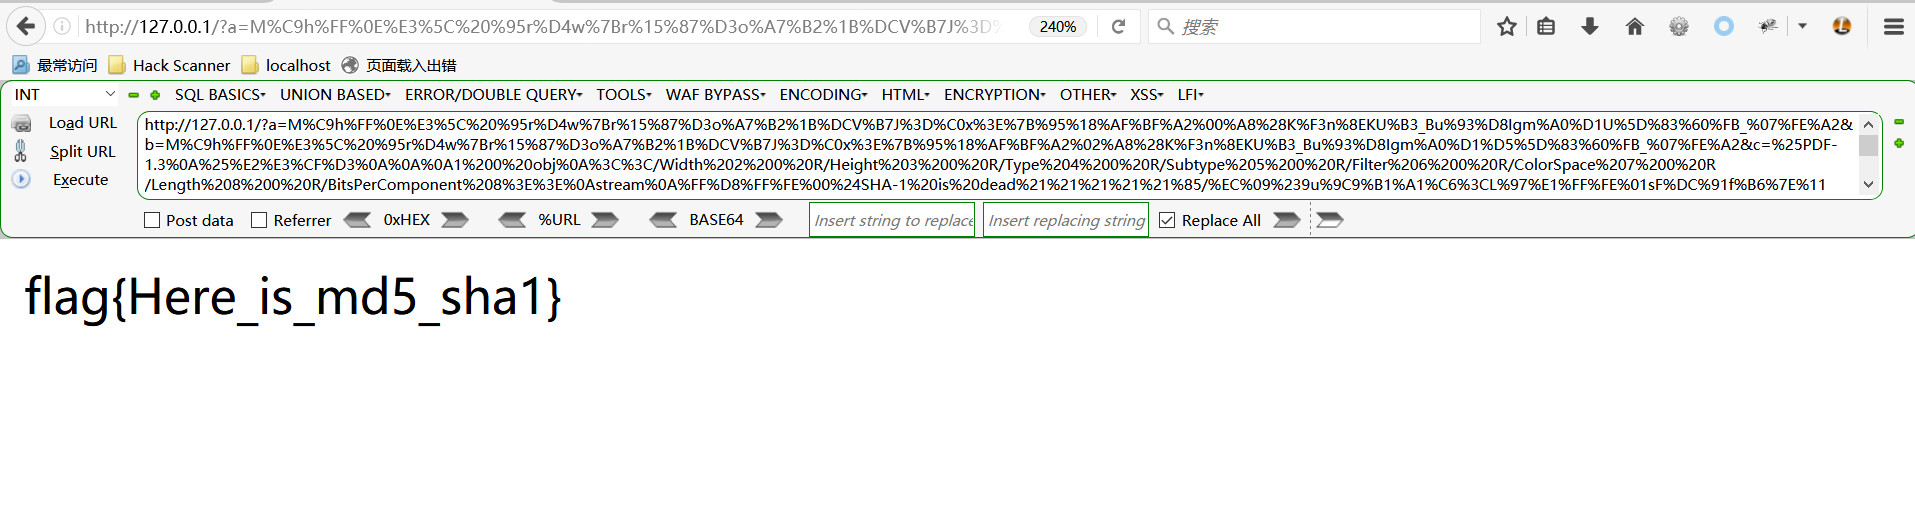 http://127.0.0.1/?a=M%C9h%FF%0E%E3%5C%20%95r%D4w%7Br%15%87%D3o%A7%B2%1B%DCV%B7J%3D% 240% 搜索
最常访问 Hack Scanner localhost 页面载入出错
INT SQL BASICS UNION BASED ERROR/DOUBLE QUERY TOOLS WAF BYPASS ENCODING HTML ENCRYPTION OTHER XSS LFI
Load URL
Split URL
Execute
http://127.0.0.1/?a=M%C9h%FF%0E%E3%5C%20%95r%D4w%7Br%15%87%D3o%A7%B2%1B%DCV%B7J%3D%C0x%3E%7B%95%18%AF%BF%A2%00%A8%28K%F3n%8EKU%B3_Bu%93%D8Igm%A0%D1U%5D%83%60%FB_%07%FE%A2&
b=M%C9h%FF%0E%E3%5C%20%95r%D4w%7Br%15%87%D3o%A7%B2%1B%DCV%B7J%3D%C0x%3E%7B%95%18%AF%BF%A2%02%A8%28K%F3n%8EKU%B3_Bu%93%D8Igm%A0%D1%D5%5D%83%60%FB_%07%FE%A2&c=%25PDF-
1.3%0A%25%E2%E3%CF%D3%0A%0A%0A1%200%20obj%0A%3C%3C/Width%202%200%20R/Height%203%200%20R/Type%204%200%20R/Subtype%205%200%20R/Filter%206%200%20R/ColorSpace%207%200%20R
/Length%208%200%20R/BitsPerComponent%208%3E%3E%0Astream%0A%FF%D8%FF%FE%00%24SHA-1%20is%20dead%21%21%21%21%21%85/%EC%09%239u%9C9%B1%A1%C6%3CL%97%E1%FF%FE%01sF%DC%91f%B6%7E%11
Post data Referrer 0xHEX %URL BASE64 Insert string to replace Insert replacing string Replace All
flag{Here_is_md5_sha1}